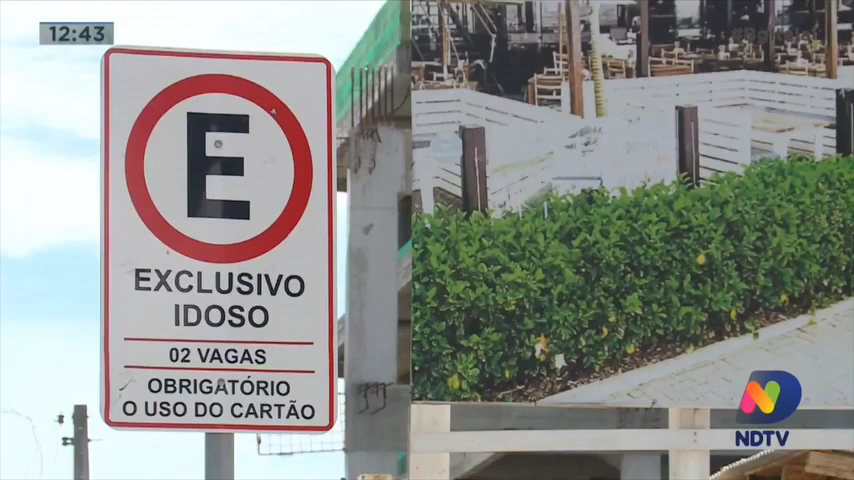 12:43
E
EXCLUSIVO
IDOSO
02 VAGAS
OBRIGATÓRIO
O USO DO CARTÃO
NDTV